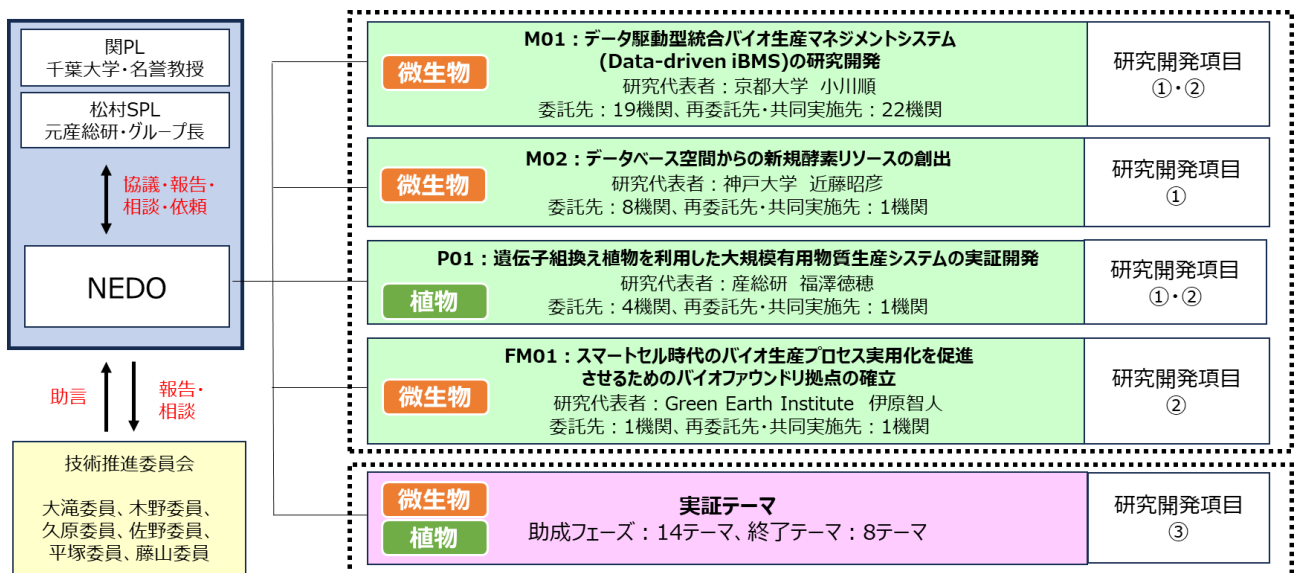 関PL
千葉大学・名誉教授
松村SPL
元産総研・グループ長
協議・報告・
相談・依頼
NEDO
助言
報告・
相談
技術推進委員会
大滝委員、木野委員、
久原委員、佐野委員、
平塚委員、藤山委員
微生物
M01：データ駆動型統合バイオ生産マネジメントシステム
(Data-driven iBMS)の研究開発
研究代表者：京都大学 小川順
委託先：19機関、再委託先・共同実施先：22機関
研究開発項目
①・②
微生物
M02：データベース空間からの新規酵素リソースの創出
研究代表者：神戸大学 近藤昭彦
委託先：8機関、再委託先・共同実施先：1機関
研究開発項目
①
P01：遺伝子組換え植物を利用した大規模有用物質生産システムの実証開発
植物
研究代表者：産総研 福澤徳穂
委託先：4機関、再委託先・共同実施先：1機関
研究開発項目
①・②
FM01：スマートセル時代のバイオ生産プロセス実用化を促進
させるためのバイオファウンドリ拠点の確立
微生物
研究代表者：Green Earth Institute 伊原智人
委託先：1機関、再委託先・共同実施先：1機関
研究開発項目
②
微生物
植物
実証テーマ
助成フェーズ：14テーマ、終了テーマ：8テーマ
研究開発項目
③